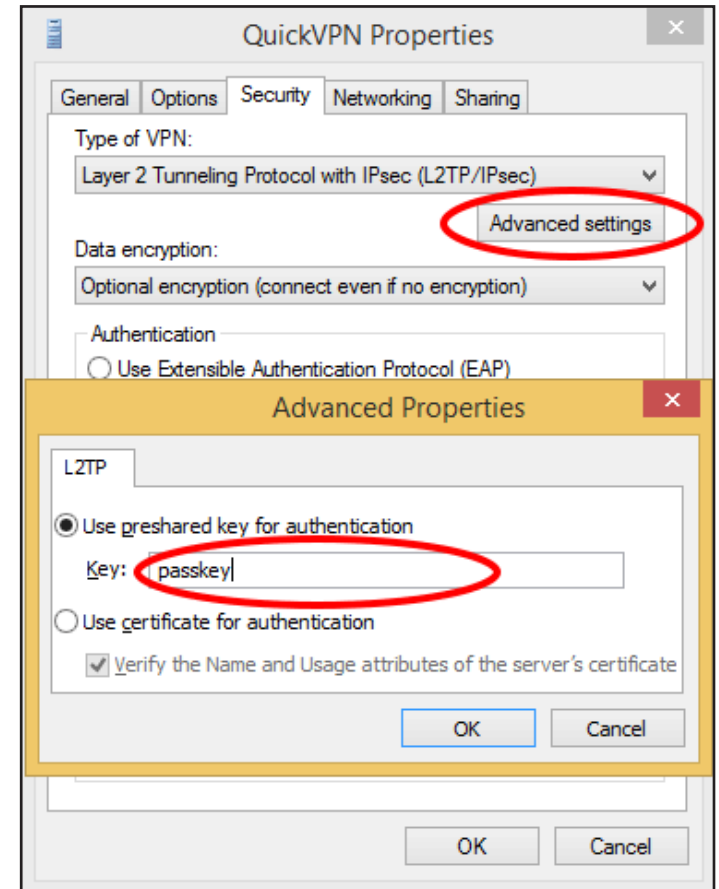 QuickVPN Properties
General Options Security Networking Sharing
Type of VPN:
Layer 2 Tunneling Protocol with IPsec (L2TP/IPsec)
Advanced settings
Data encryption:
Optional encryption (connect even if no encryption)
Authentication
Use Extensible Authentication Protocol (EAP)
Advanced Properties
L2TP
Use preshared key for authentication
Key: passkey
Use certificate for authentication
Verify the Name and Usage attributes of the server's certificate
OK Cancel
OK Cancel